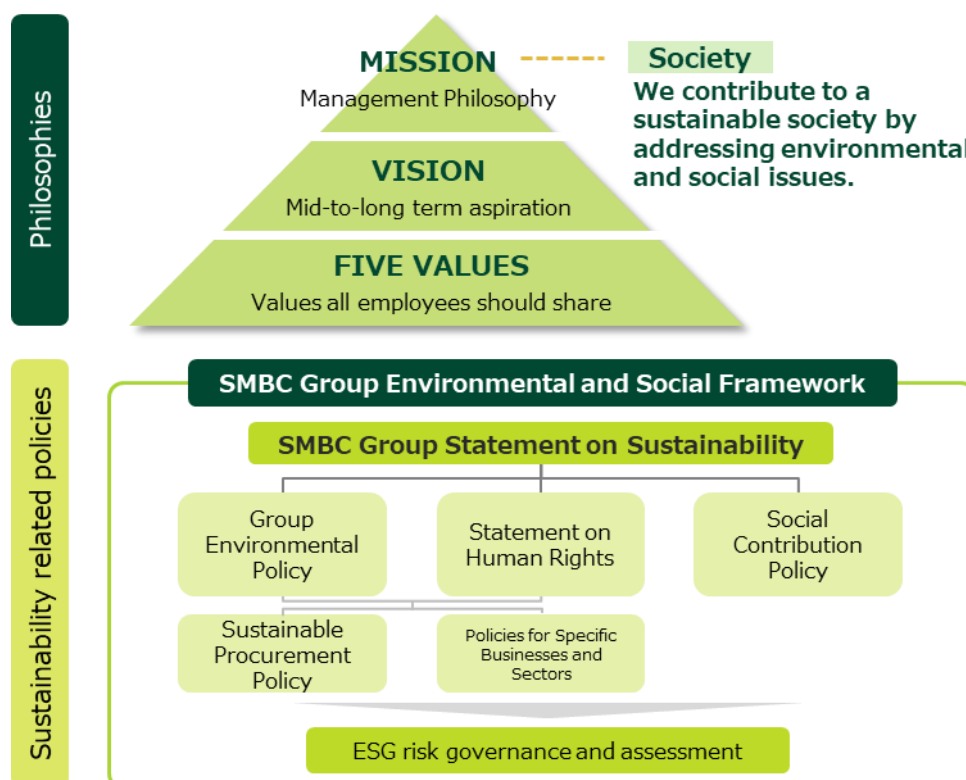 Philosophies
MISSION
Management Philosophy
Society
We contribute to a
sustainable society by
addressing environmental
and social issues.
VISION
Mid-to-long term aspiration
FIVE VALUES
Values all employees should share
Sustainability related policies
SMBC Group Environmental and Social Framework
SMBC Group Statement on Sustainability
Group
Environmental
Policy
Statement on
Human Rights
Social
Contribution
Policy
Sustainable
Procurement
Policy
Policies for Specific
Businesses and
Sectors
ESG risk governance and assessment